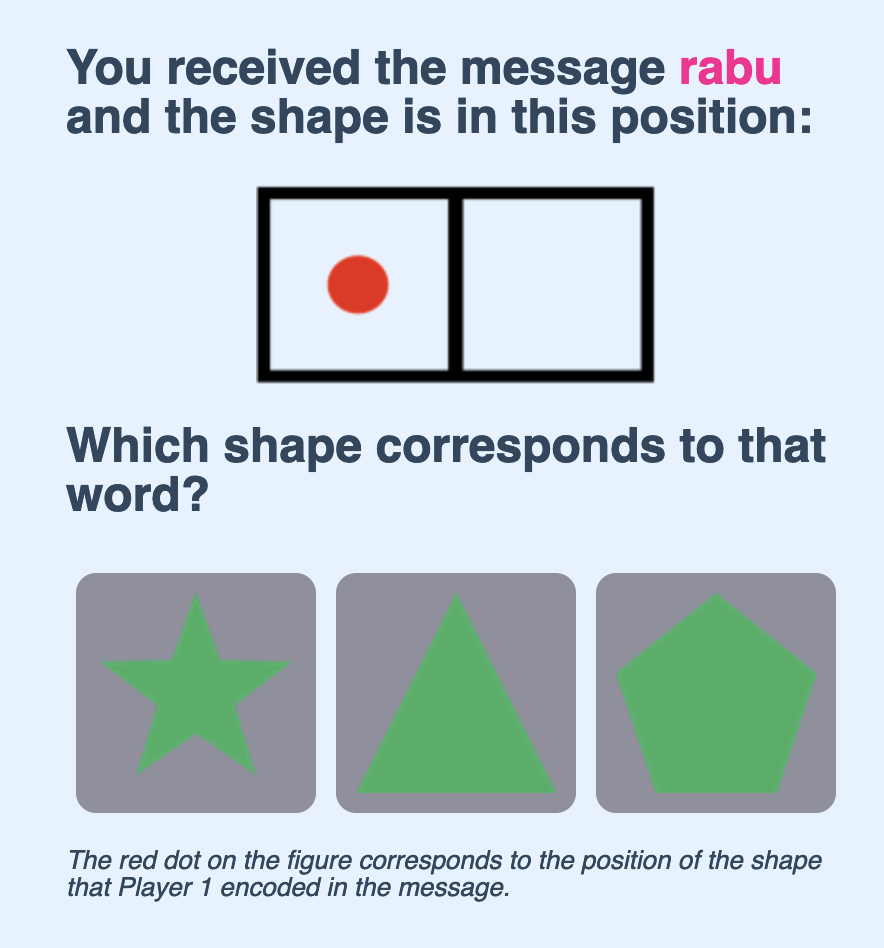 You received the message rabu
and the shape is in this position:
Which shape corresponds to that
word?
The red dot on the figure corresponds to the position of the shape
that Player 1 encoded in the message.